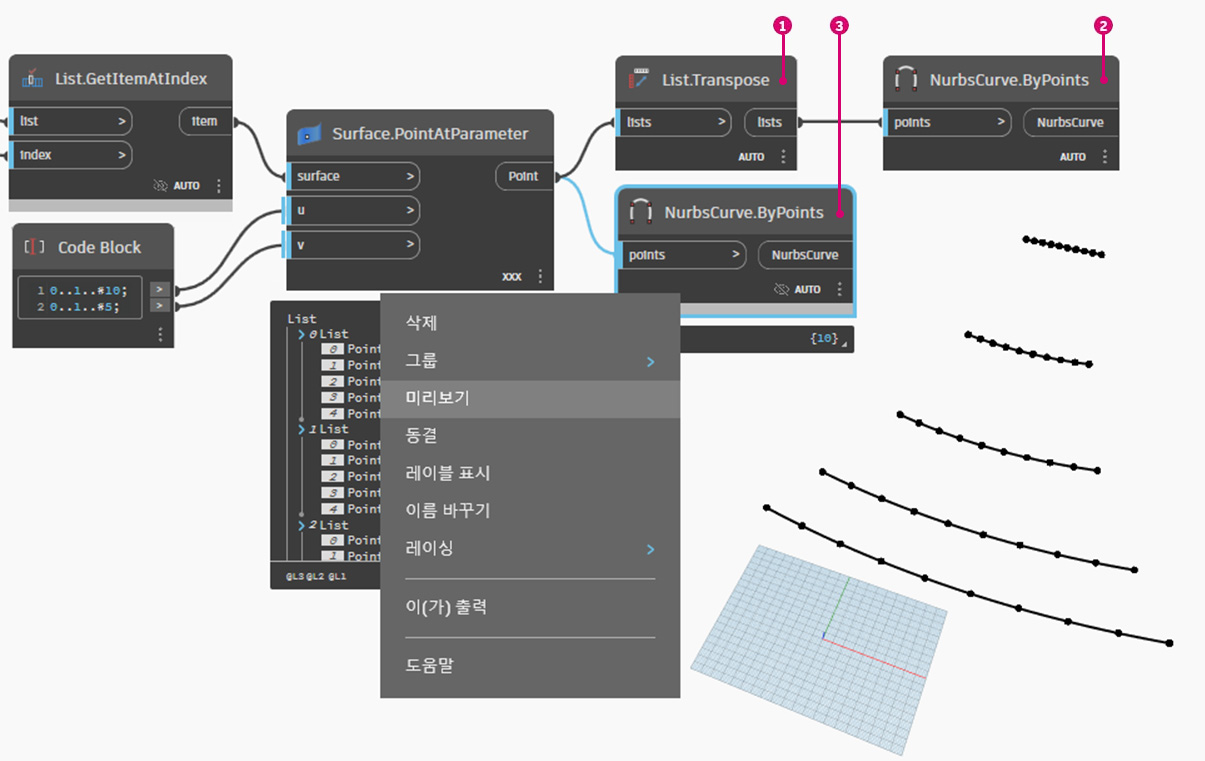 1
3
2
List.GetItemAtIndex
list >
Item
index >
AUTO
Code Block
1 0..1..#10; >
2 0..1..#5; >
Surface.PointAtParameter
surface >
Point
u >
v >
XXX
List.Transpose
lists >
lists
AUTO
NurbsCurve.ByPoints
points >
NurbsCurve
AUTO
NurbsCurve.ByPoints
points >
NurbsCurve
AUTO
{10}
List
0 List
0 Point
1 Point
2 Point
3 Point
4 Point
1 List
0 Point
1 Point
2 Point
3 Point
4 Point
2 List
0 Point
1 Point
@L3 @L2 @L1
삭제
그룹 >
미리보기
동결
레이블 표시
이름 바꾸기
레이싱 >
이(가) 출력
도움말